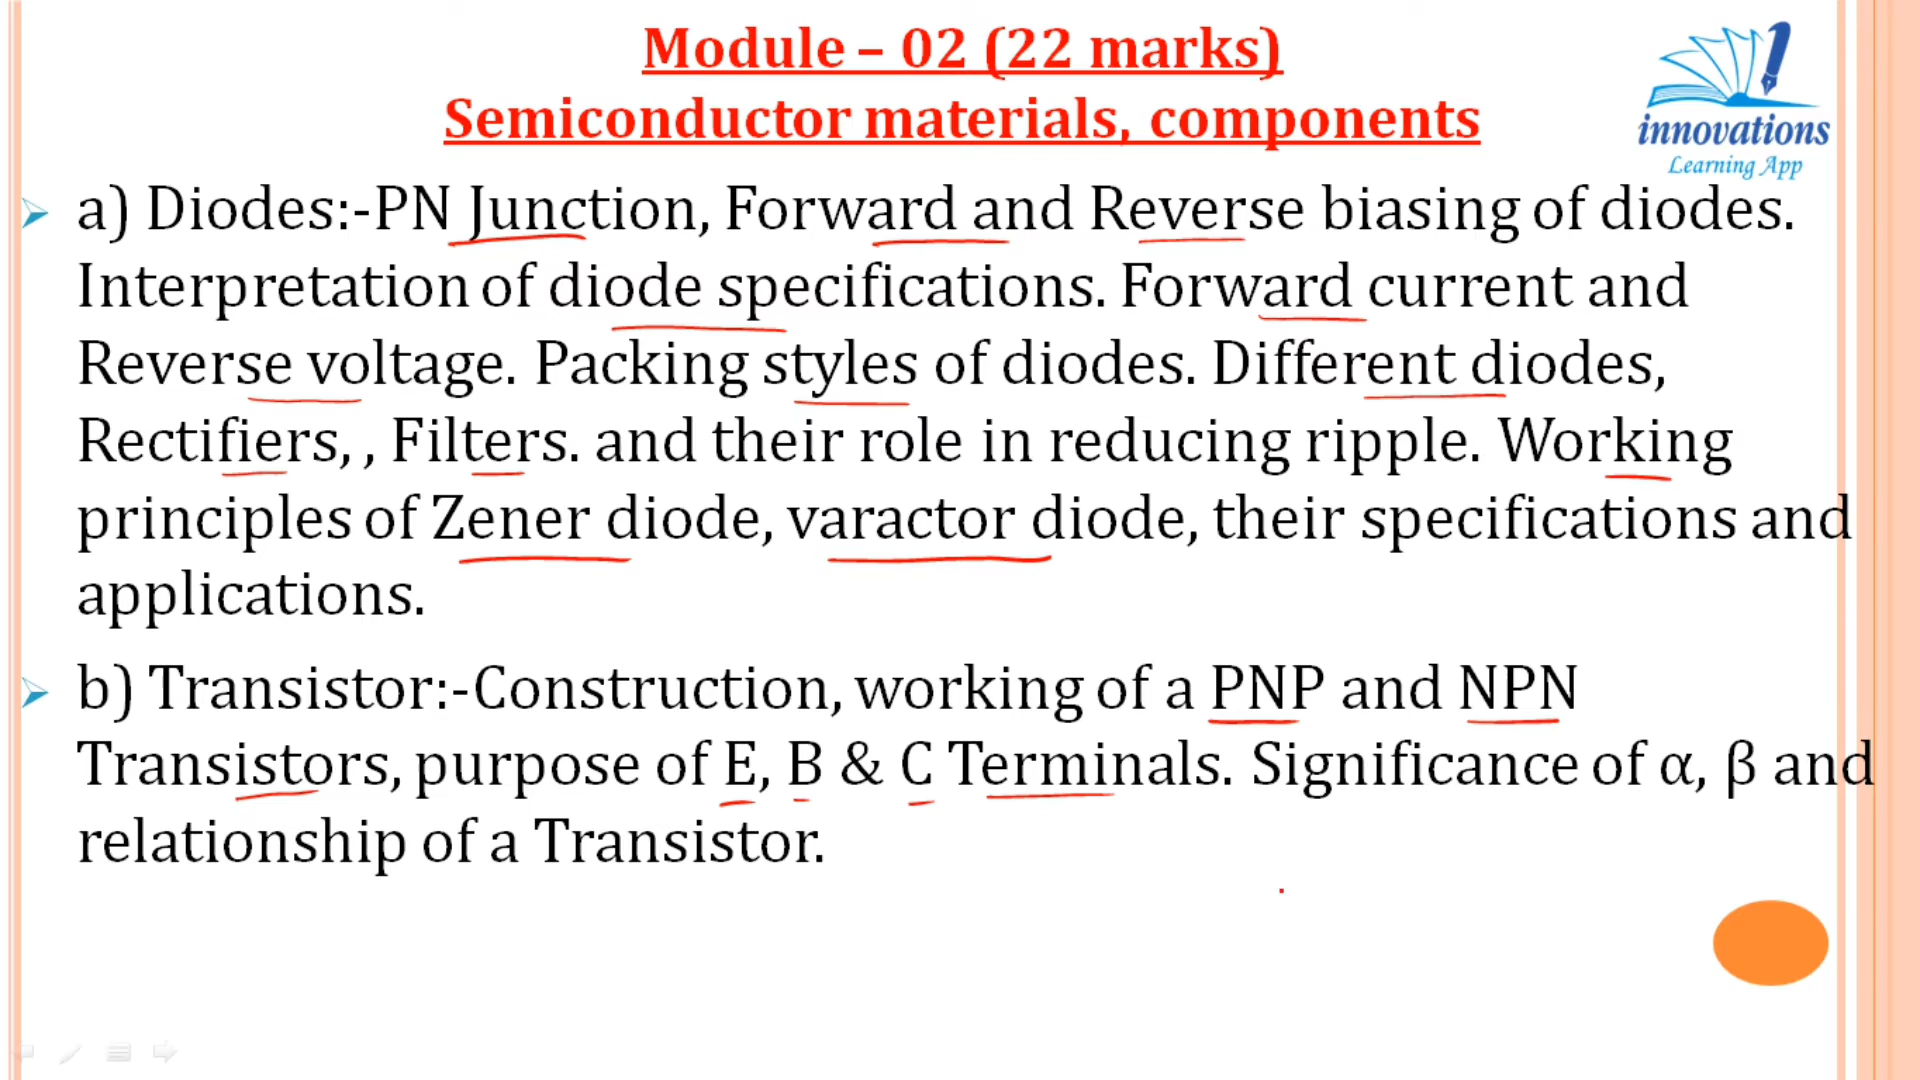 Module – 02 (22 marks)
Semiconductor materials, components
innovations
Learning App
a) Diodes:-PN Junction, Forward and Reverse biasing of diodes.
Interpretation of diode specifications. Forward current and
Reverse voltage. Packing styles of diodes. Different diodes,
Rectifiers, , Filters. and their role in reducing ripple. Working
principles of Zener diode, varactor diode, their specifications and
applications.
b) Transistor:-Construction, working of a PNP and NPN
Transistors, purpose of E, B & C Terminals. Significance of α, β and
relationship of a Transistor.